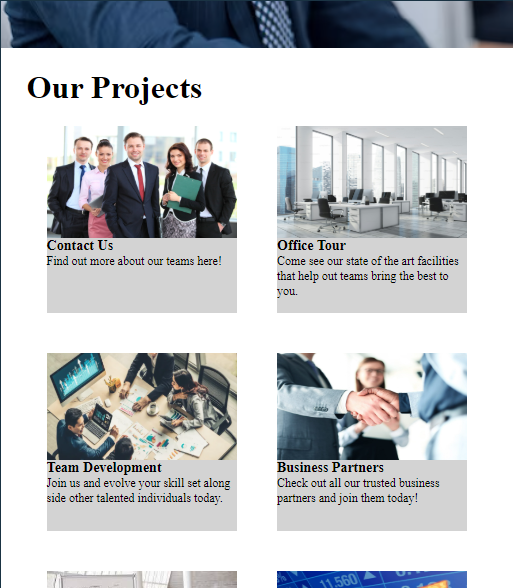 Our Projects
Contact Us
Find out more about our teams here!
Office Tour
Come see our state of the art facilities
that help out teams bring the best to
you.
Team Development
Join us and evolve your skill set along
side other talented individuals today.
Business Partners
Check out all our trusted business
partners and join them today!
11.560